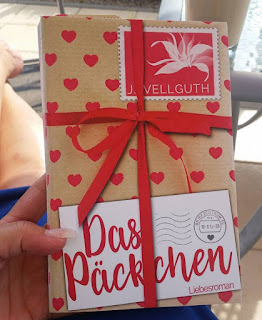 J. VELLGUTH
Das
Päckchen
Liebesroman